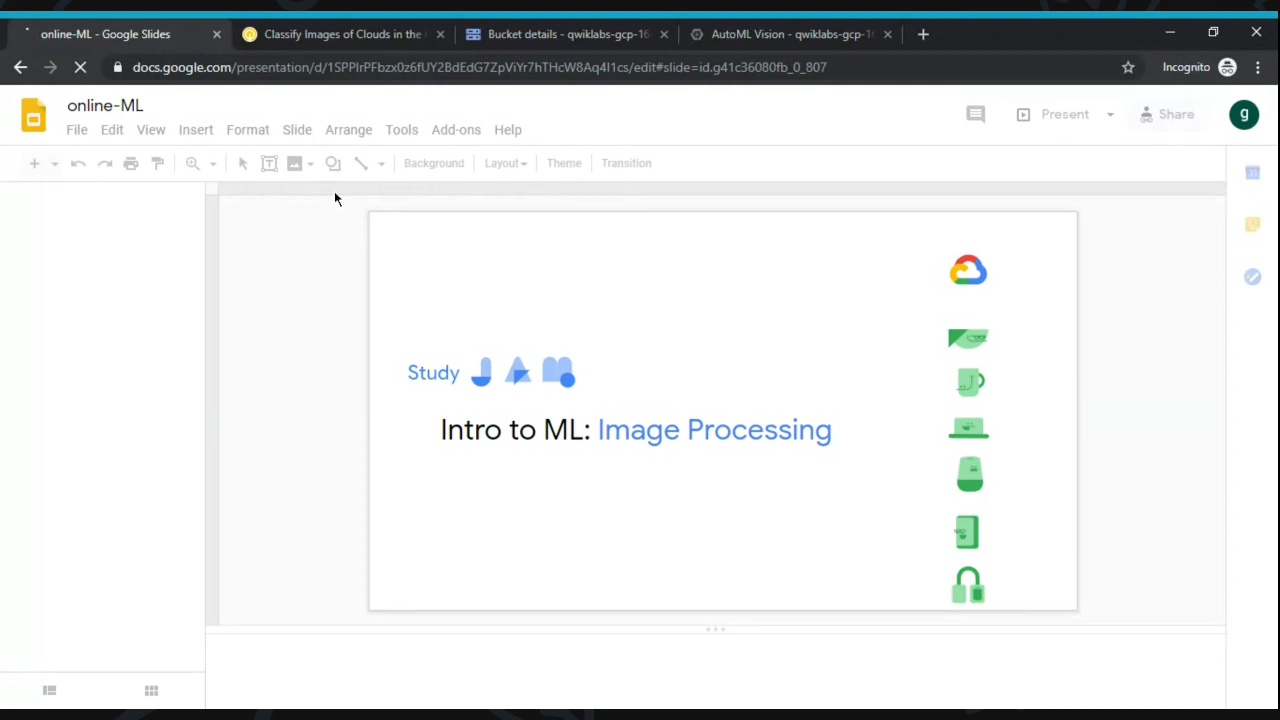 online-ML - Google Slides
Classify Images of Clouds in the
Bucket details - qwiklabs-gcp-16
AutoML Vision - qwiklabs-gcp-1
docs.google.com/presentation/d/1SPPIrPFbzx0z6fUY2BdEdG7ZpViYr7hTHcW8Aq4I1cs/edit#slide=id.g41c36080fb_0_807
Incognito
online-ML
File Edit View Insert Format Slide Arrange Tools Add-ons Help
Present
Share
g
Background Layout Theme Transition
Study JAM
Intro to ML: Image Processing